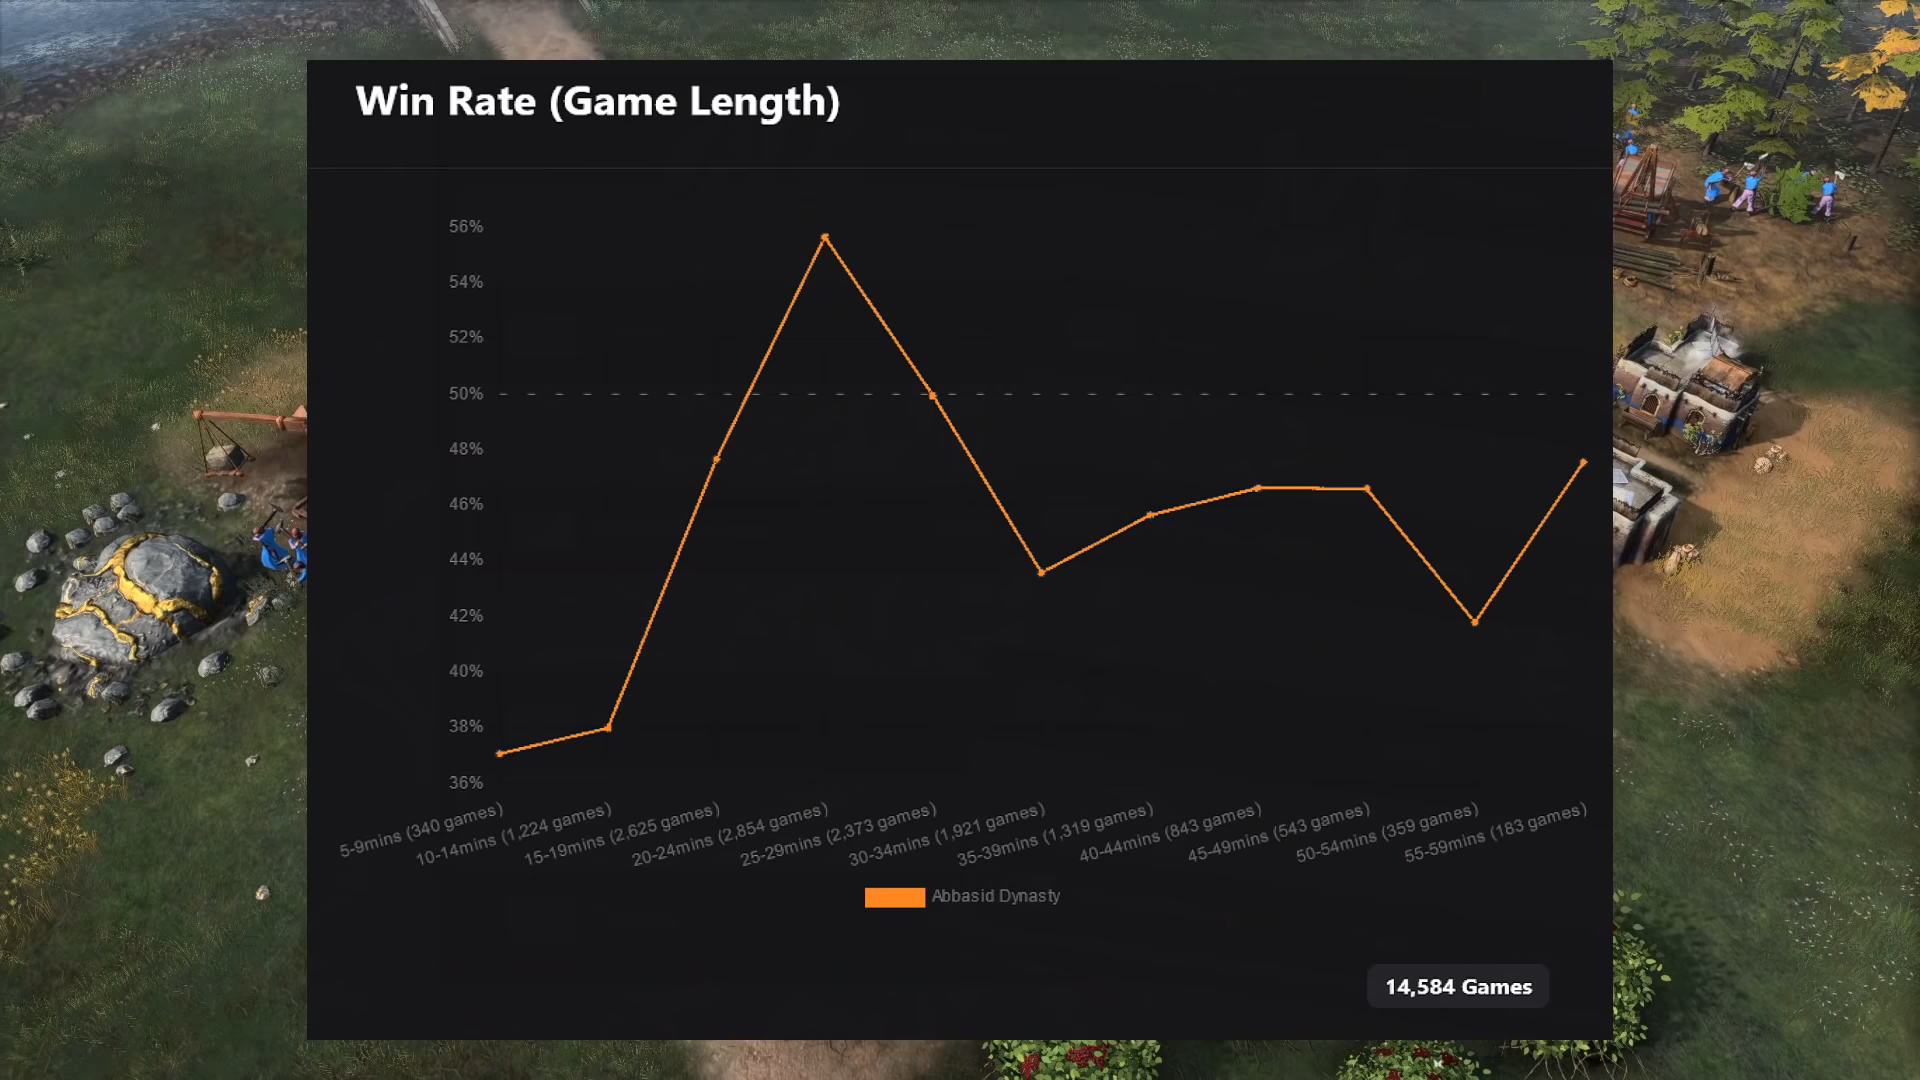 Win Rate (Game Length)
56%
54%
52%
50%
48%
46%
44%
42%
40%
38%
36%
5-9mins (340 games)
10-14mins (1,224 games)
15-19mins (2,625 games)
20-24mins (2,854 games)
25-29mins (2,373 games)
30-34mins (1,921 games)
35-39mins (1,319 games)
40-44mins (843 games)
45-49mins (543 games)
50-54mins (359 games)
55-59mins (183 games)
Abbasid Dynasty
14,584 Games